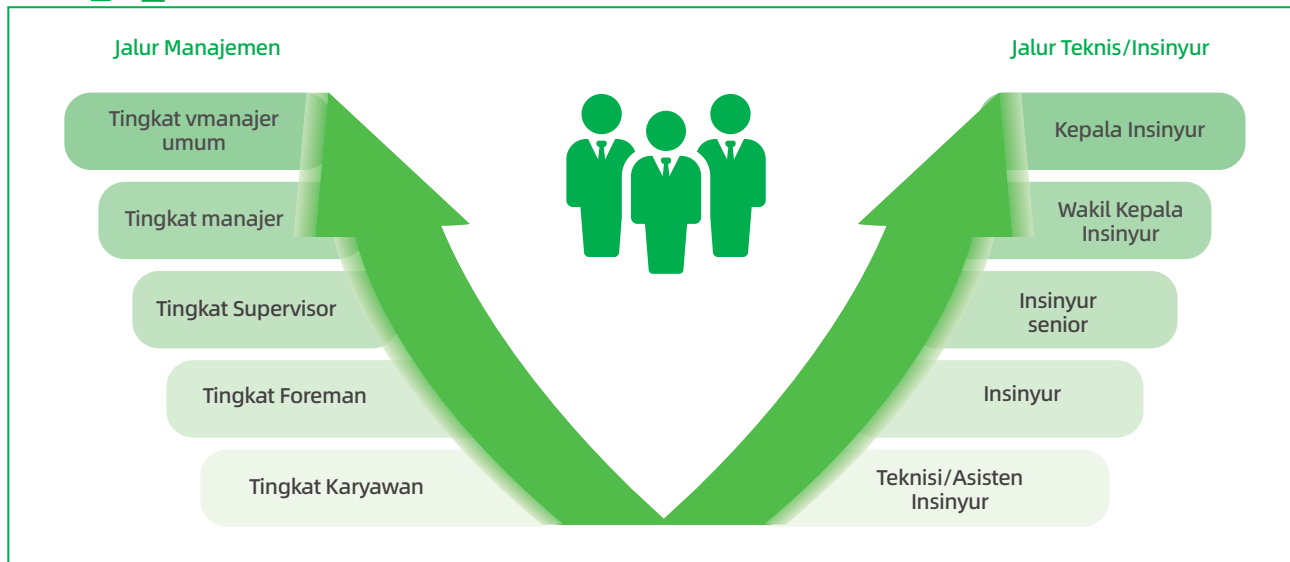 Jalur Manajemen
Tingkat vmanajer
umum
Tingkat manajer
Tingkat Supervisor
Tingkat Foreman
Tingkat Karyawan
Jalur Teknis/Insinyur
Kepala Insinyur
Wakil Kepala
Insinyur
Insinyur
senior
Insinyur
Teknisi/Asisten
Insinyur